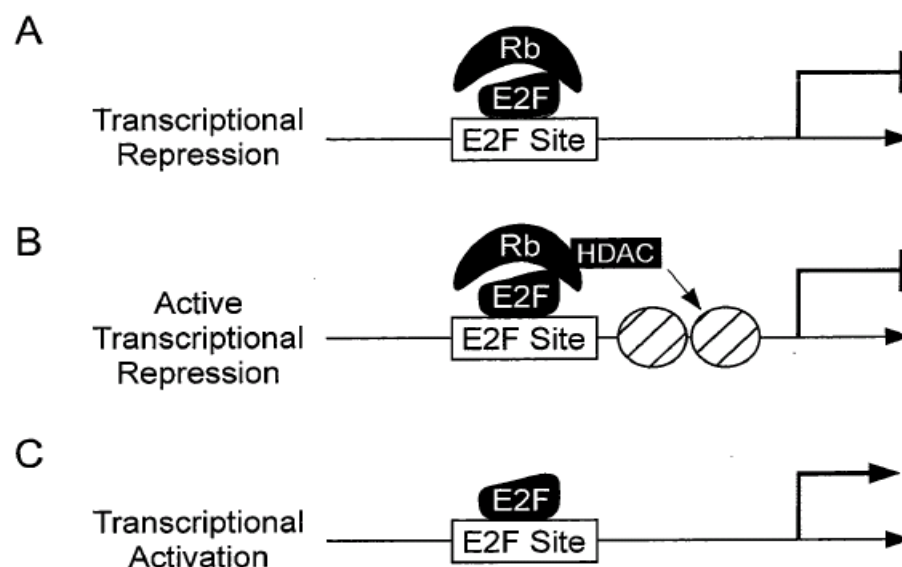 A
Rb
E2F
E2F Site
Transcriptional
Repression
B
Rb
HDAC
E2F
E2F Site
Active
Transcriptional
Repression
C
E2F
E2F Site
Transcriptional
Activation